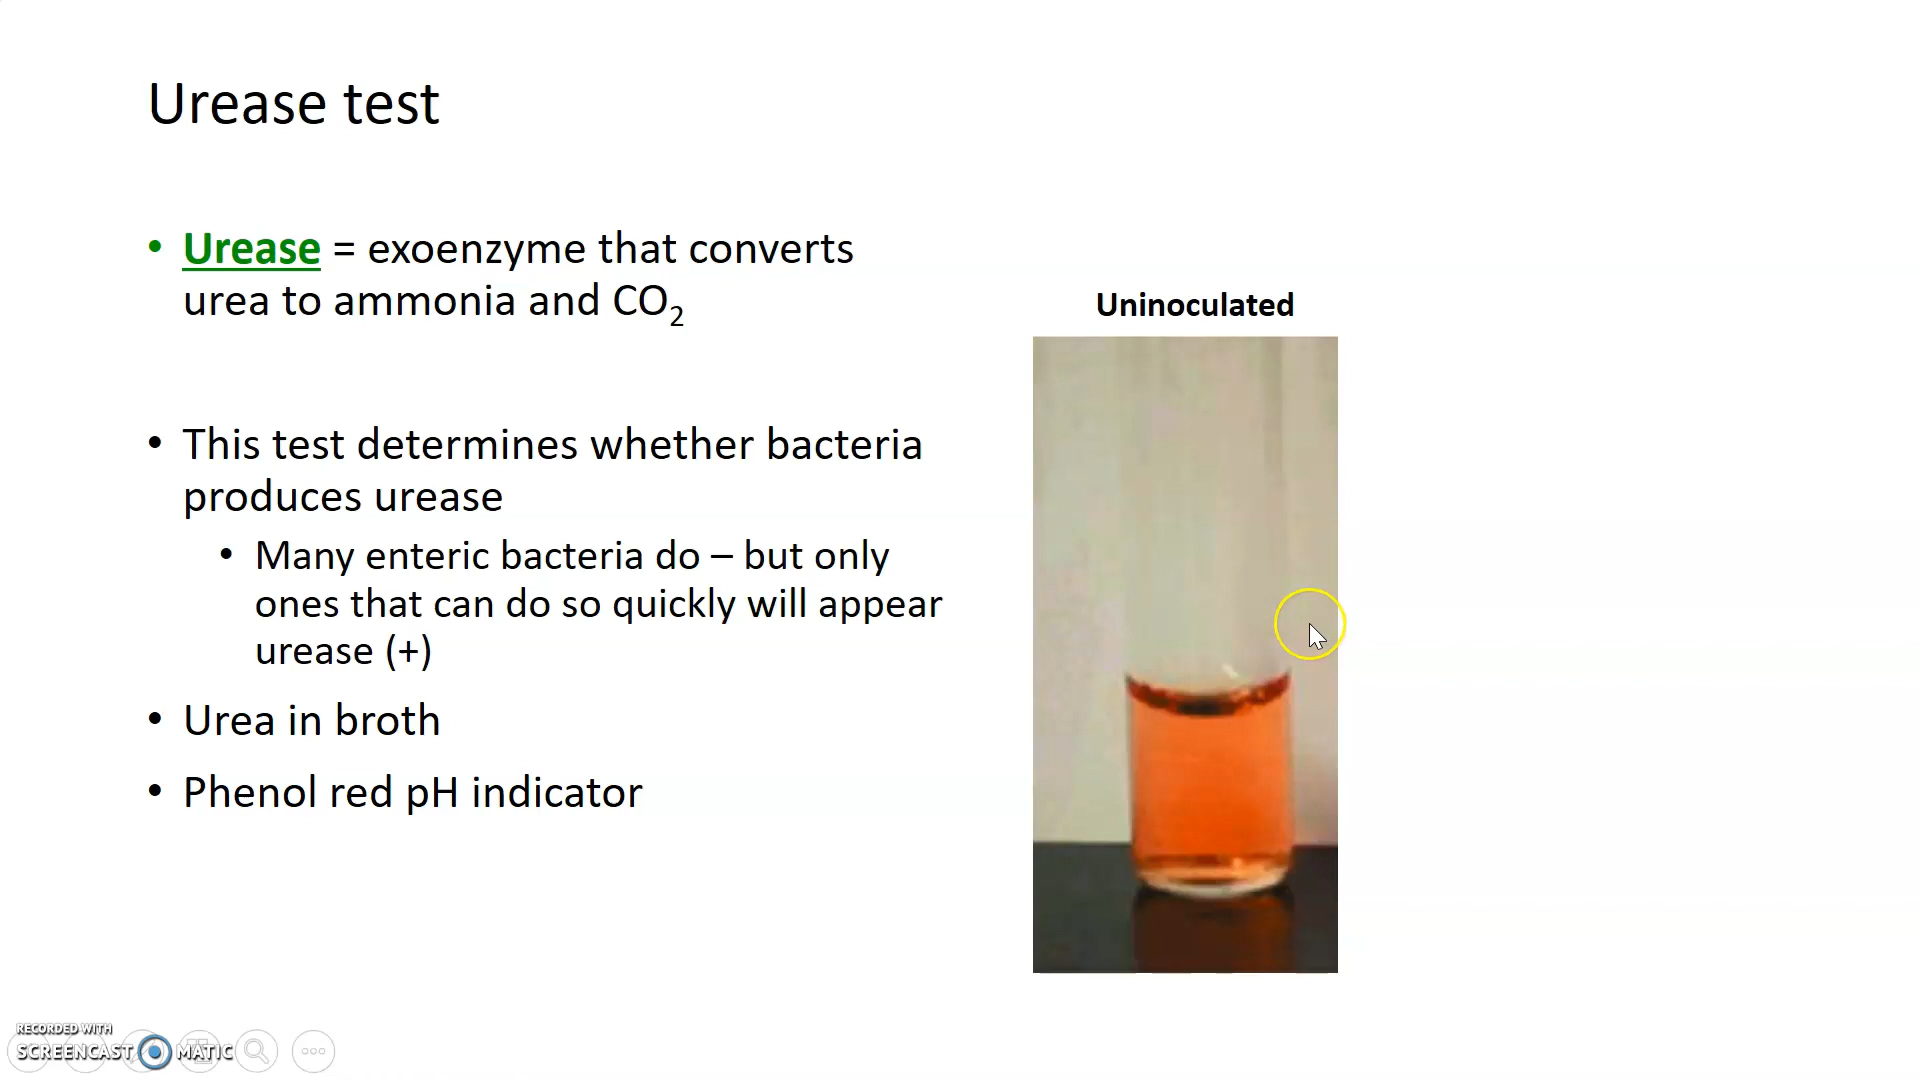 Urease test
• Urease = exoenzyme that converts
urea to ammonia and CO₂
• This test determines whether bacteria
produces urease
• Many enteric bacteria do – but only
ones that can do so quickly will appear
urease (+)
• Urea in broth
• Phenol red pH indicator
Uninoculated
RECORDED WITH
SCREENCAST MATIC